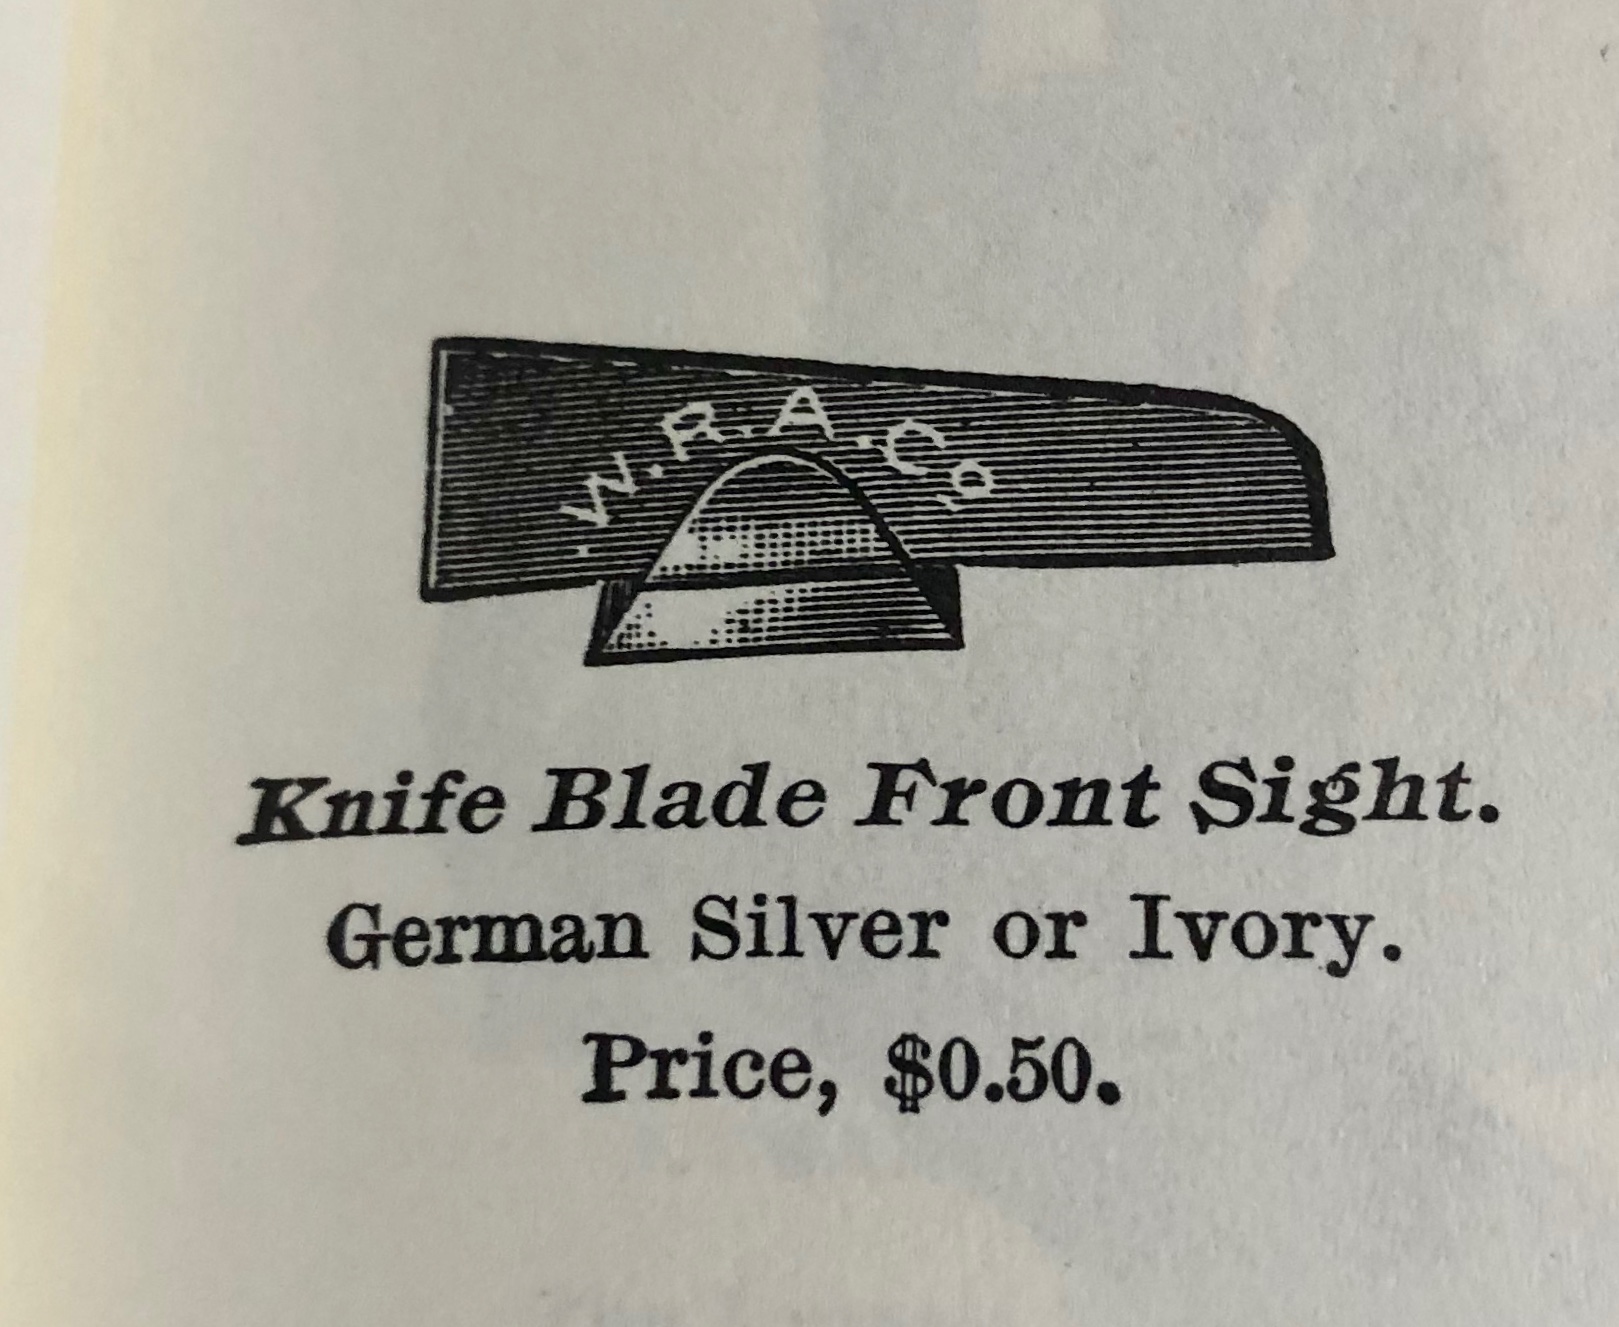 .W.R.A.Co.
Knife Blade Front Sight.
German Silver or Ivory.
Price, $0.50.